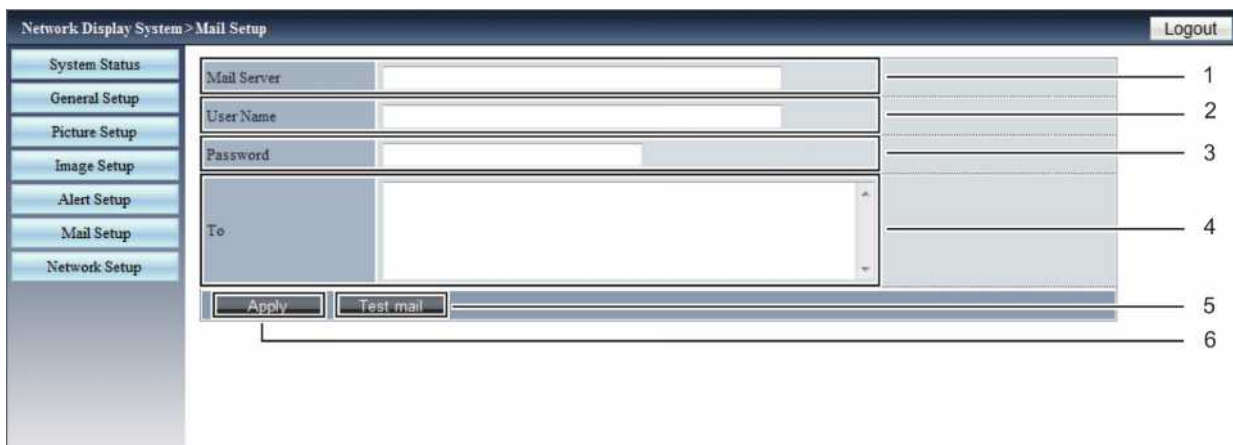 Network Display System>Mail Setup
Logout
System Status
General Setup
Picture Setup
Image Setup
Alert Setup
Mail Setup
Network Setup
Mail Server
1
User Name
2
Password
3
To
4
Apply
Test mail
5
6